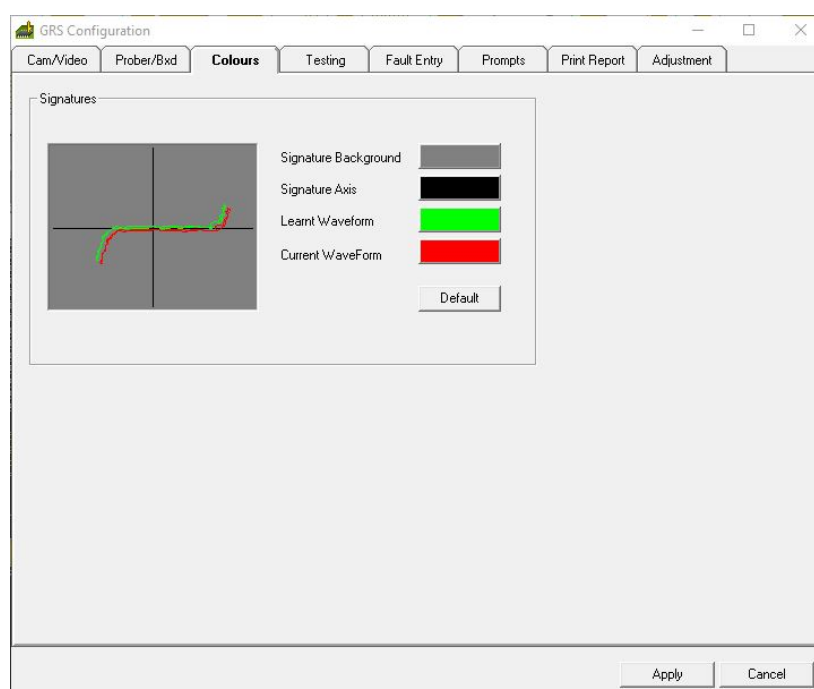 GRS Configuration
Cam/Video Prober/Bxd Colours Testing Fault Entry Prompts Print Report Adjustment
Signatures
Signature Background
Signature Axis
Learnt Waveform
Current WaveForm
Default
Apply Cancel